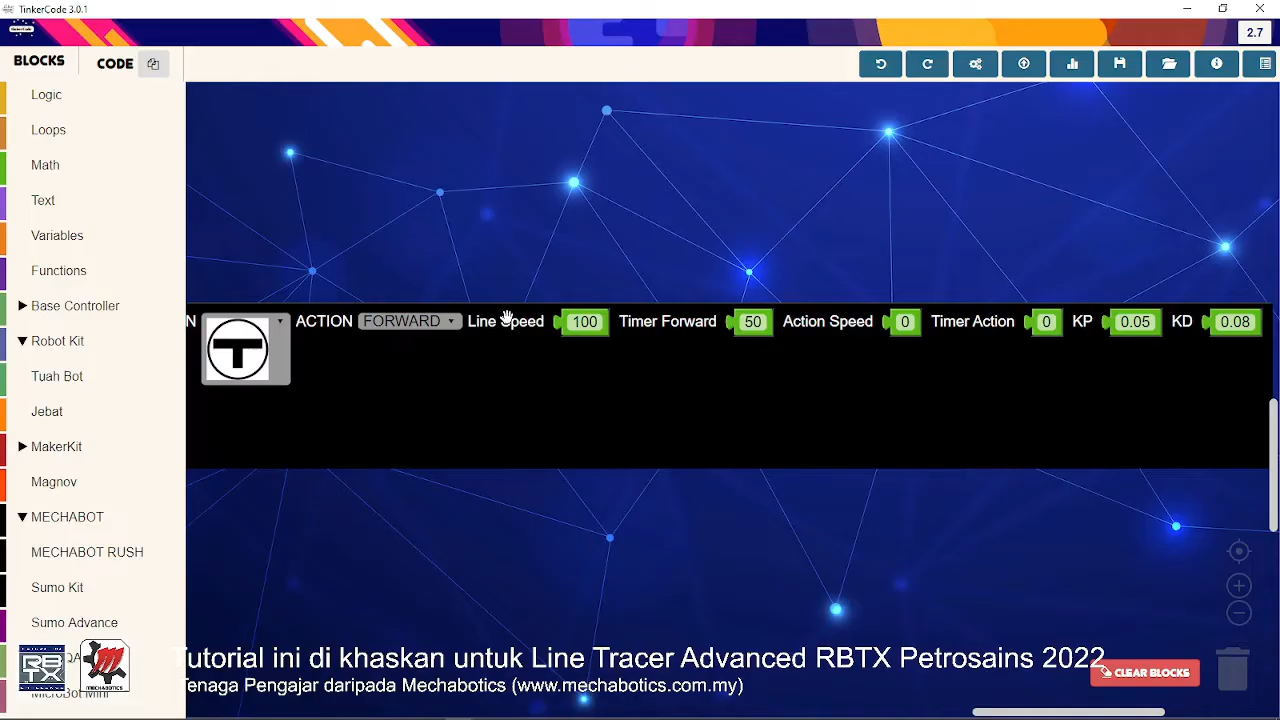 TinkerCode 3.0.1
2.7
BLOCKS
CODE
Logic
Loops
Math
Text
Variables
Functions
Base Controller
Robot Kit
Tuah Bot
Jebat
MakerKit
Magnov
MECHABOT
MECHABOT RUSH
Sumo Kit
Sumo Advance
N T ACTION FORWARD Line Speed 100 Timer Forward 50 Action Speed 0 Timer Action 0 KP 0.05 KD 0.08
RB
TX
MECHABOTICS
Tutorial ini di khaskan untuk Line Tracer Advanced RBTX Petrosains 2022
Tenaga Pengajar daripada Mechabotics (www.mechabotics.com.my)
CLEAR BLOCKS